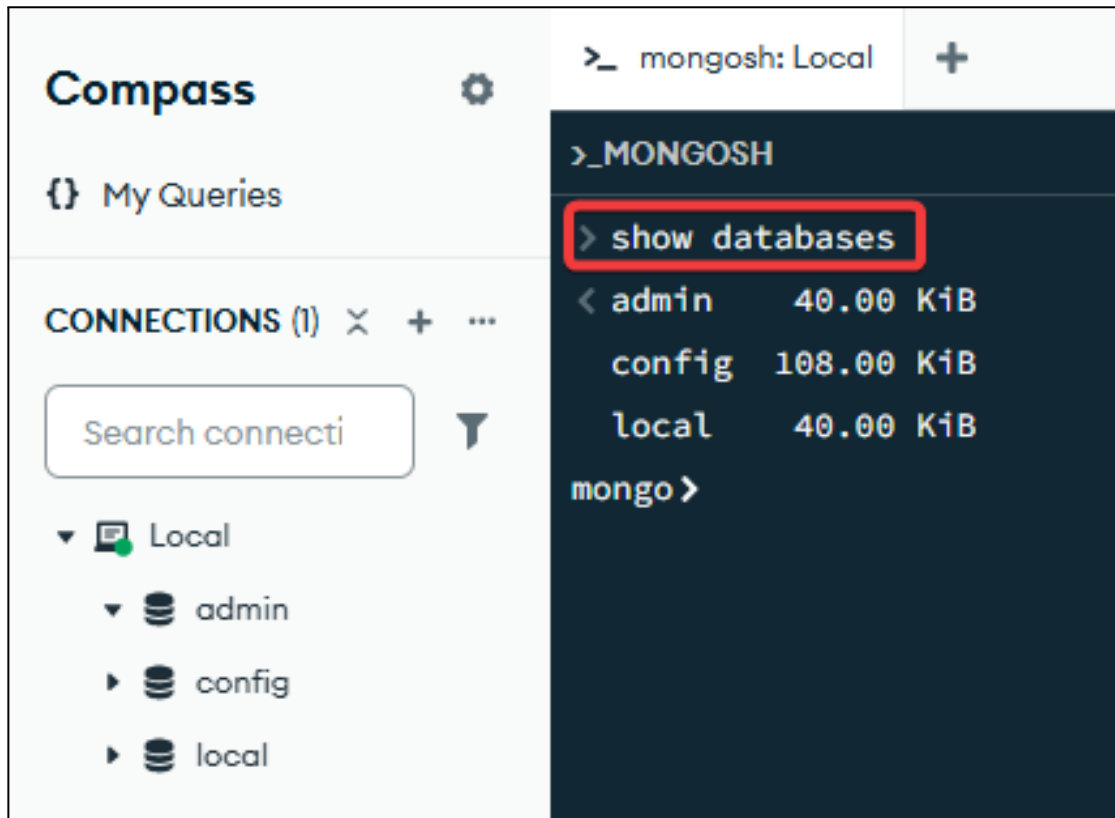 Compass
{} My Queries
CONNECTIONS (1)
Search connecti
Local
admin
config
local
>_ mongosh: Local
>_MONGOSH
> show databases
< admin 40.00 KiB
config 108.00 KiB
local 40.00 KiB
mongo>